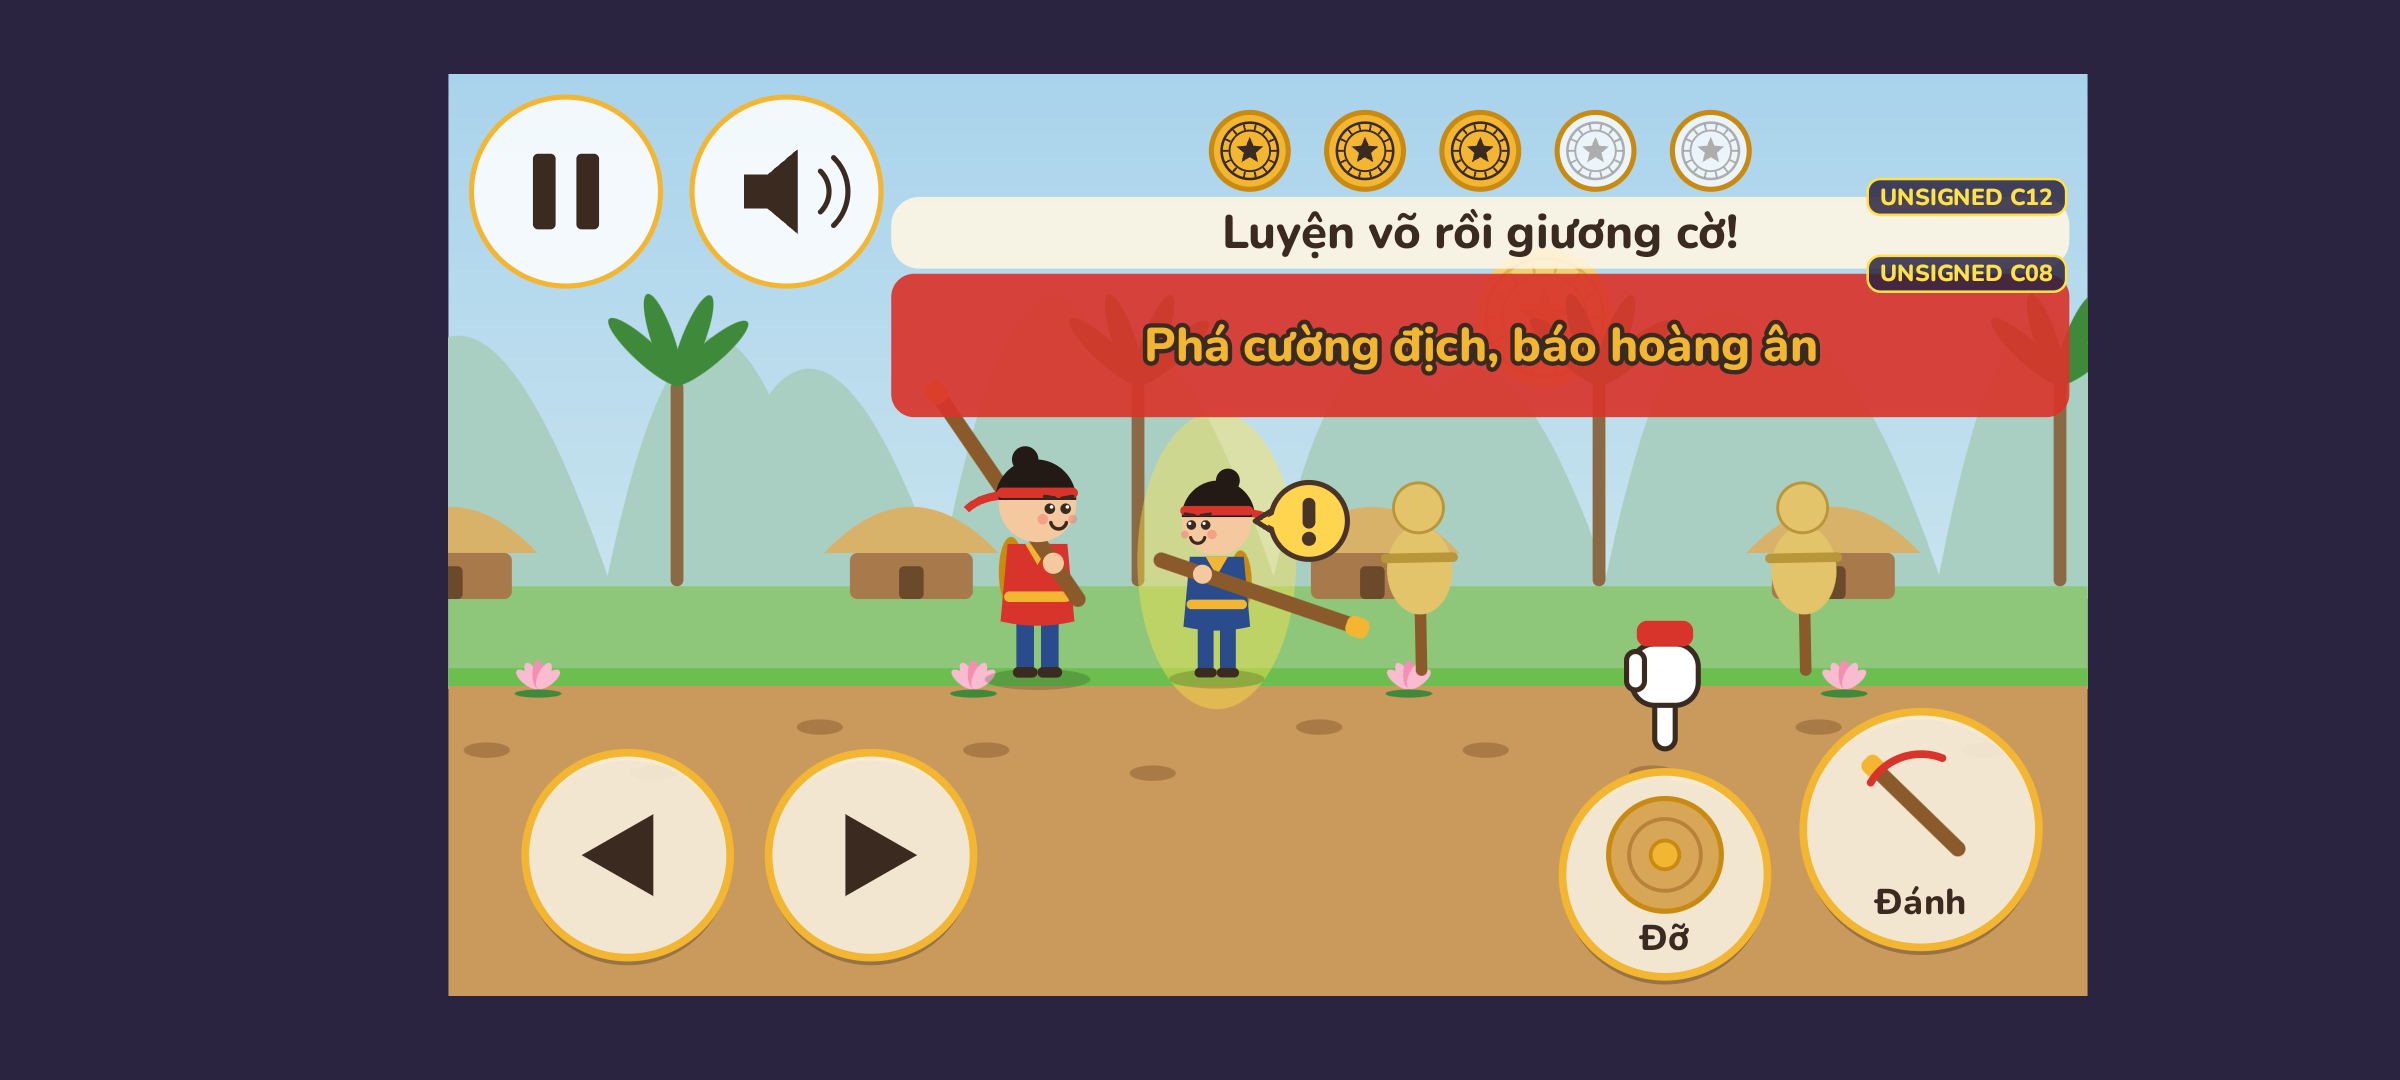 UNSIGNED C12
Luyện võ rồi giương cờ!
UNSIGNED C08
Phá cường địch, báo hoàng ân
!
Đánh
Đỡ